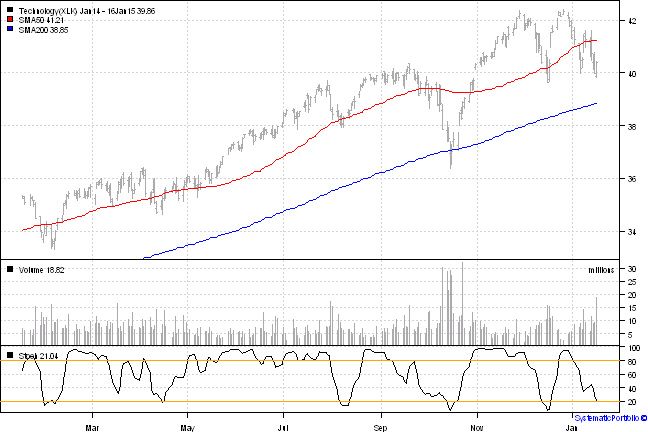 Technology(XLK) Jan14 - 16Jan15 39.86
SMA50 41.21
SMA200 38.85
42
40
38
36
34
Volume 18.82
millions
30
25
20
15
10
5
Stoch 21.04
100
80
60
40
20
Mar May Jul Sep Nov Jan
SystematicPortfolio ©